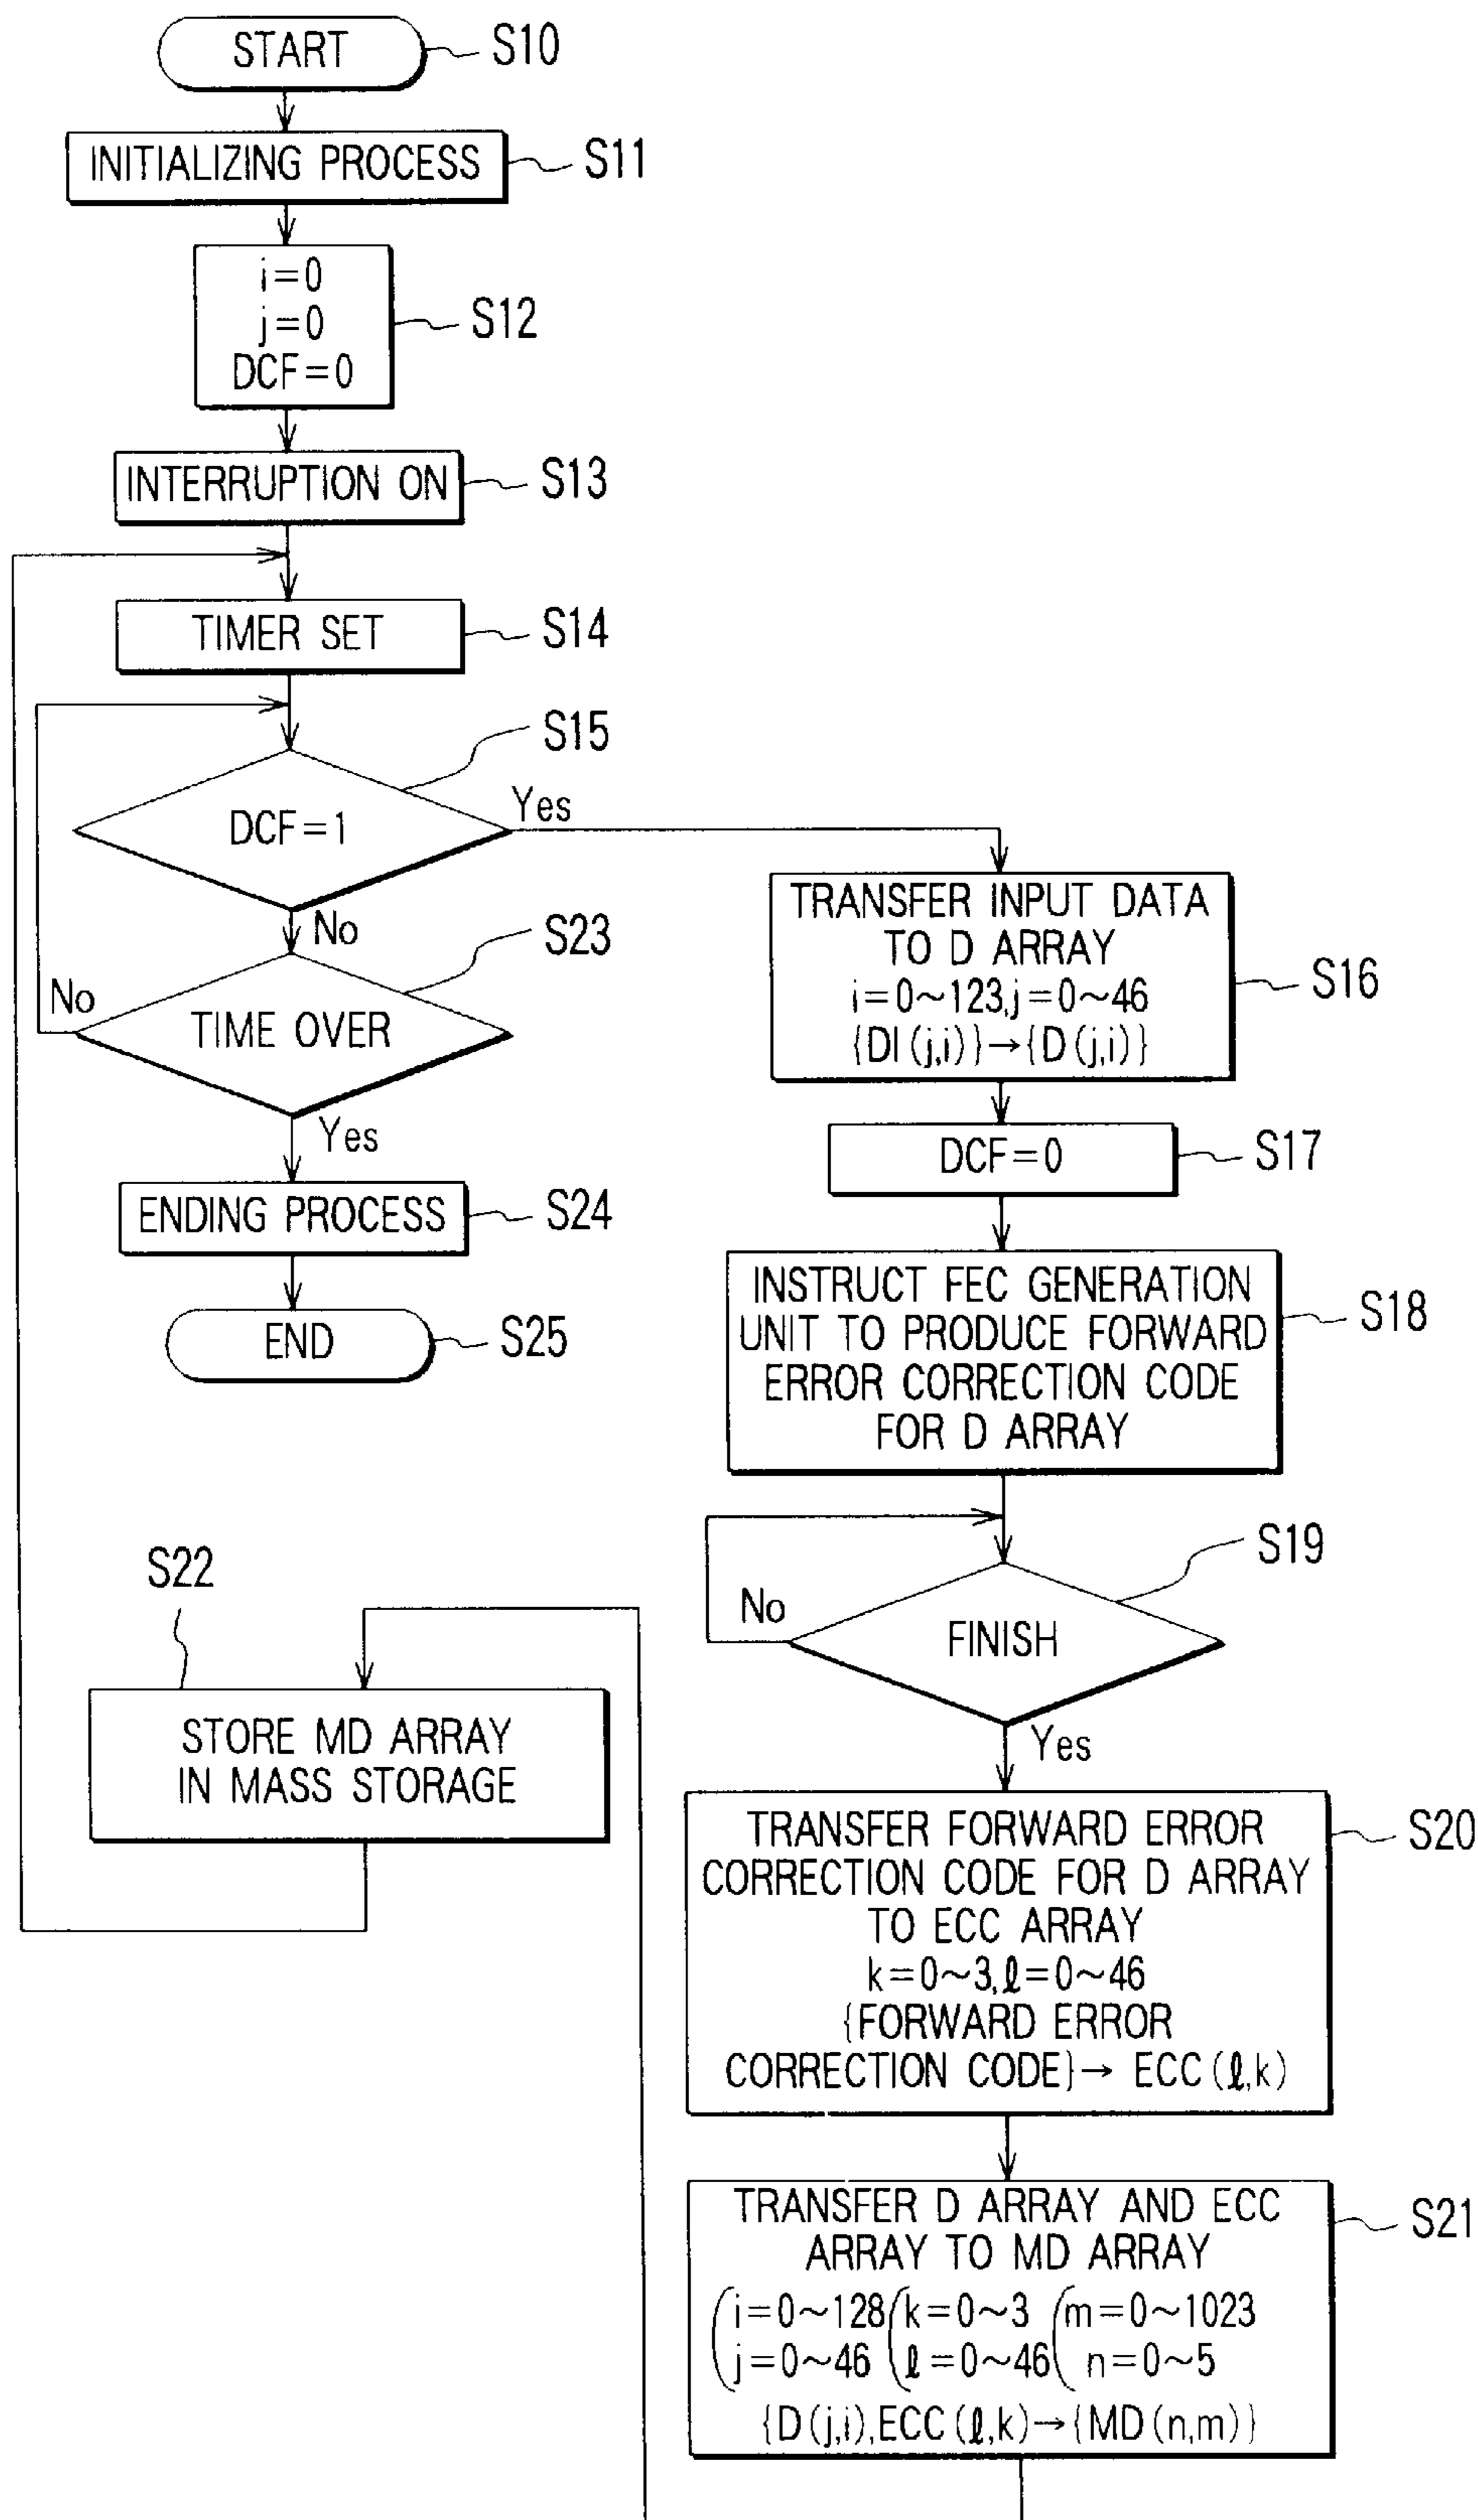 START
S10
INITIALIZING PROCESS
S11
i=0
j=0
DCF=0
S12
INTERRUPTION ON
S13
TIMER SET
S14
S15
DCF=1
Yes
No
S23
No
TIME OVER
Yes
ENDING PROCESS
S24
END
S25
TRANSFER INPUT DATA
TO D ARRAY
i=0~123,j=0~46
{DI(j,i)}→{D(j,i)}
S16
DCF=0
S17
INSTRUCT FEC GENERATION
UNIT TO PRODUCE FORWARD
ERROR CORRECTION CODE
FOR D ARRAY
S18
S19
No
FINISH
Yes
TRANSFER FORWARD ERROR
CORRECTION CODE FOR D ARRAY
TO ECC ARRAY
k=0~3,ℓ=0~46
{FORWARD ERROR
CORRECTION CODE}→ ECC(ℓ,k)
S20
TRANSFER D ARRAY AND ECC
ARRAY TO MD ARRAY
(i=0~128(k=0~3 (m=0~1023
j=0~46 ℓ=0~46 n=0~5
{D(j,i),ECC(ℓ,k)→{MD(n,m)}
S21
S22
STORE MD ARRAY
IN MASS STORAGE